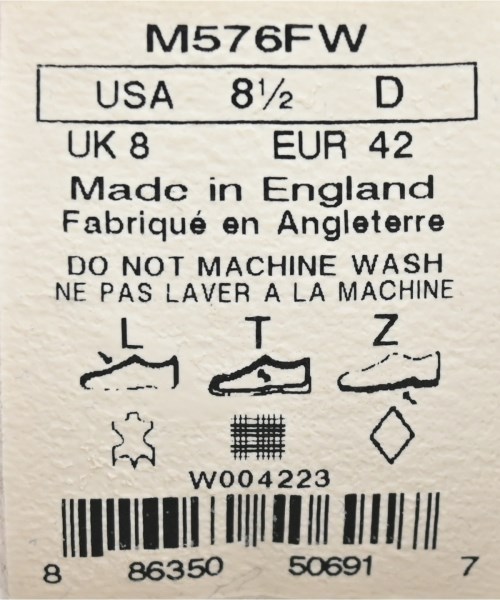 M576FW
USA 8½ D
UK 8 EUR 42
Made in England
Fabriqué en Angleterre
DO NOT MACHINE WASH
NE PAS LAVER A LA MACHINE
L T Z
W004223
8 86350 50691 7